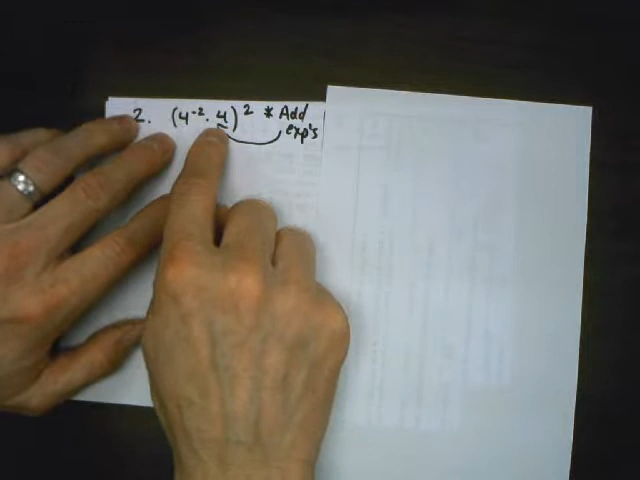 2. (4⁻² · 4)² * Add
exp's